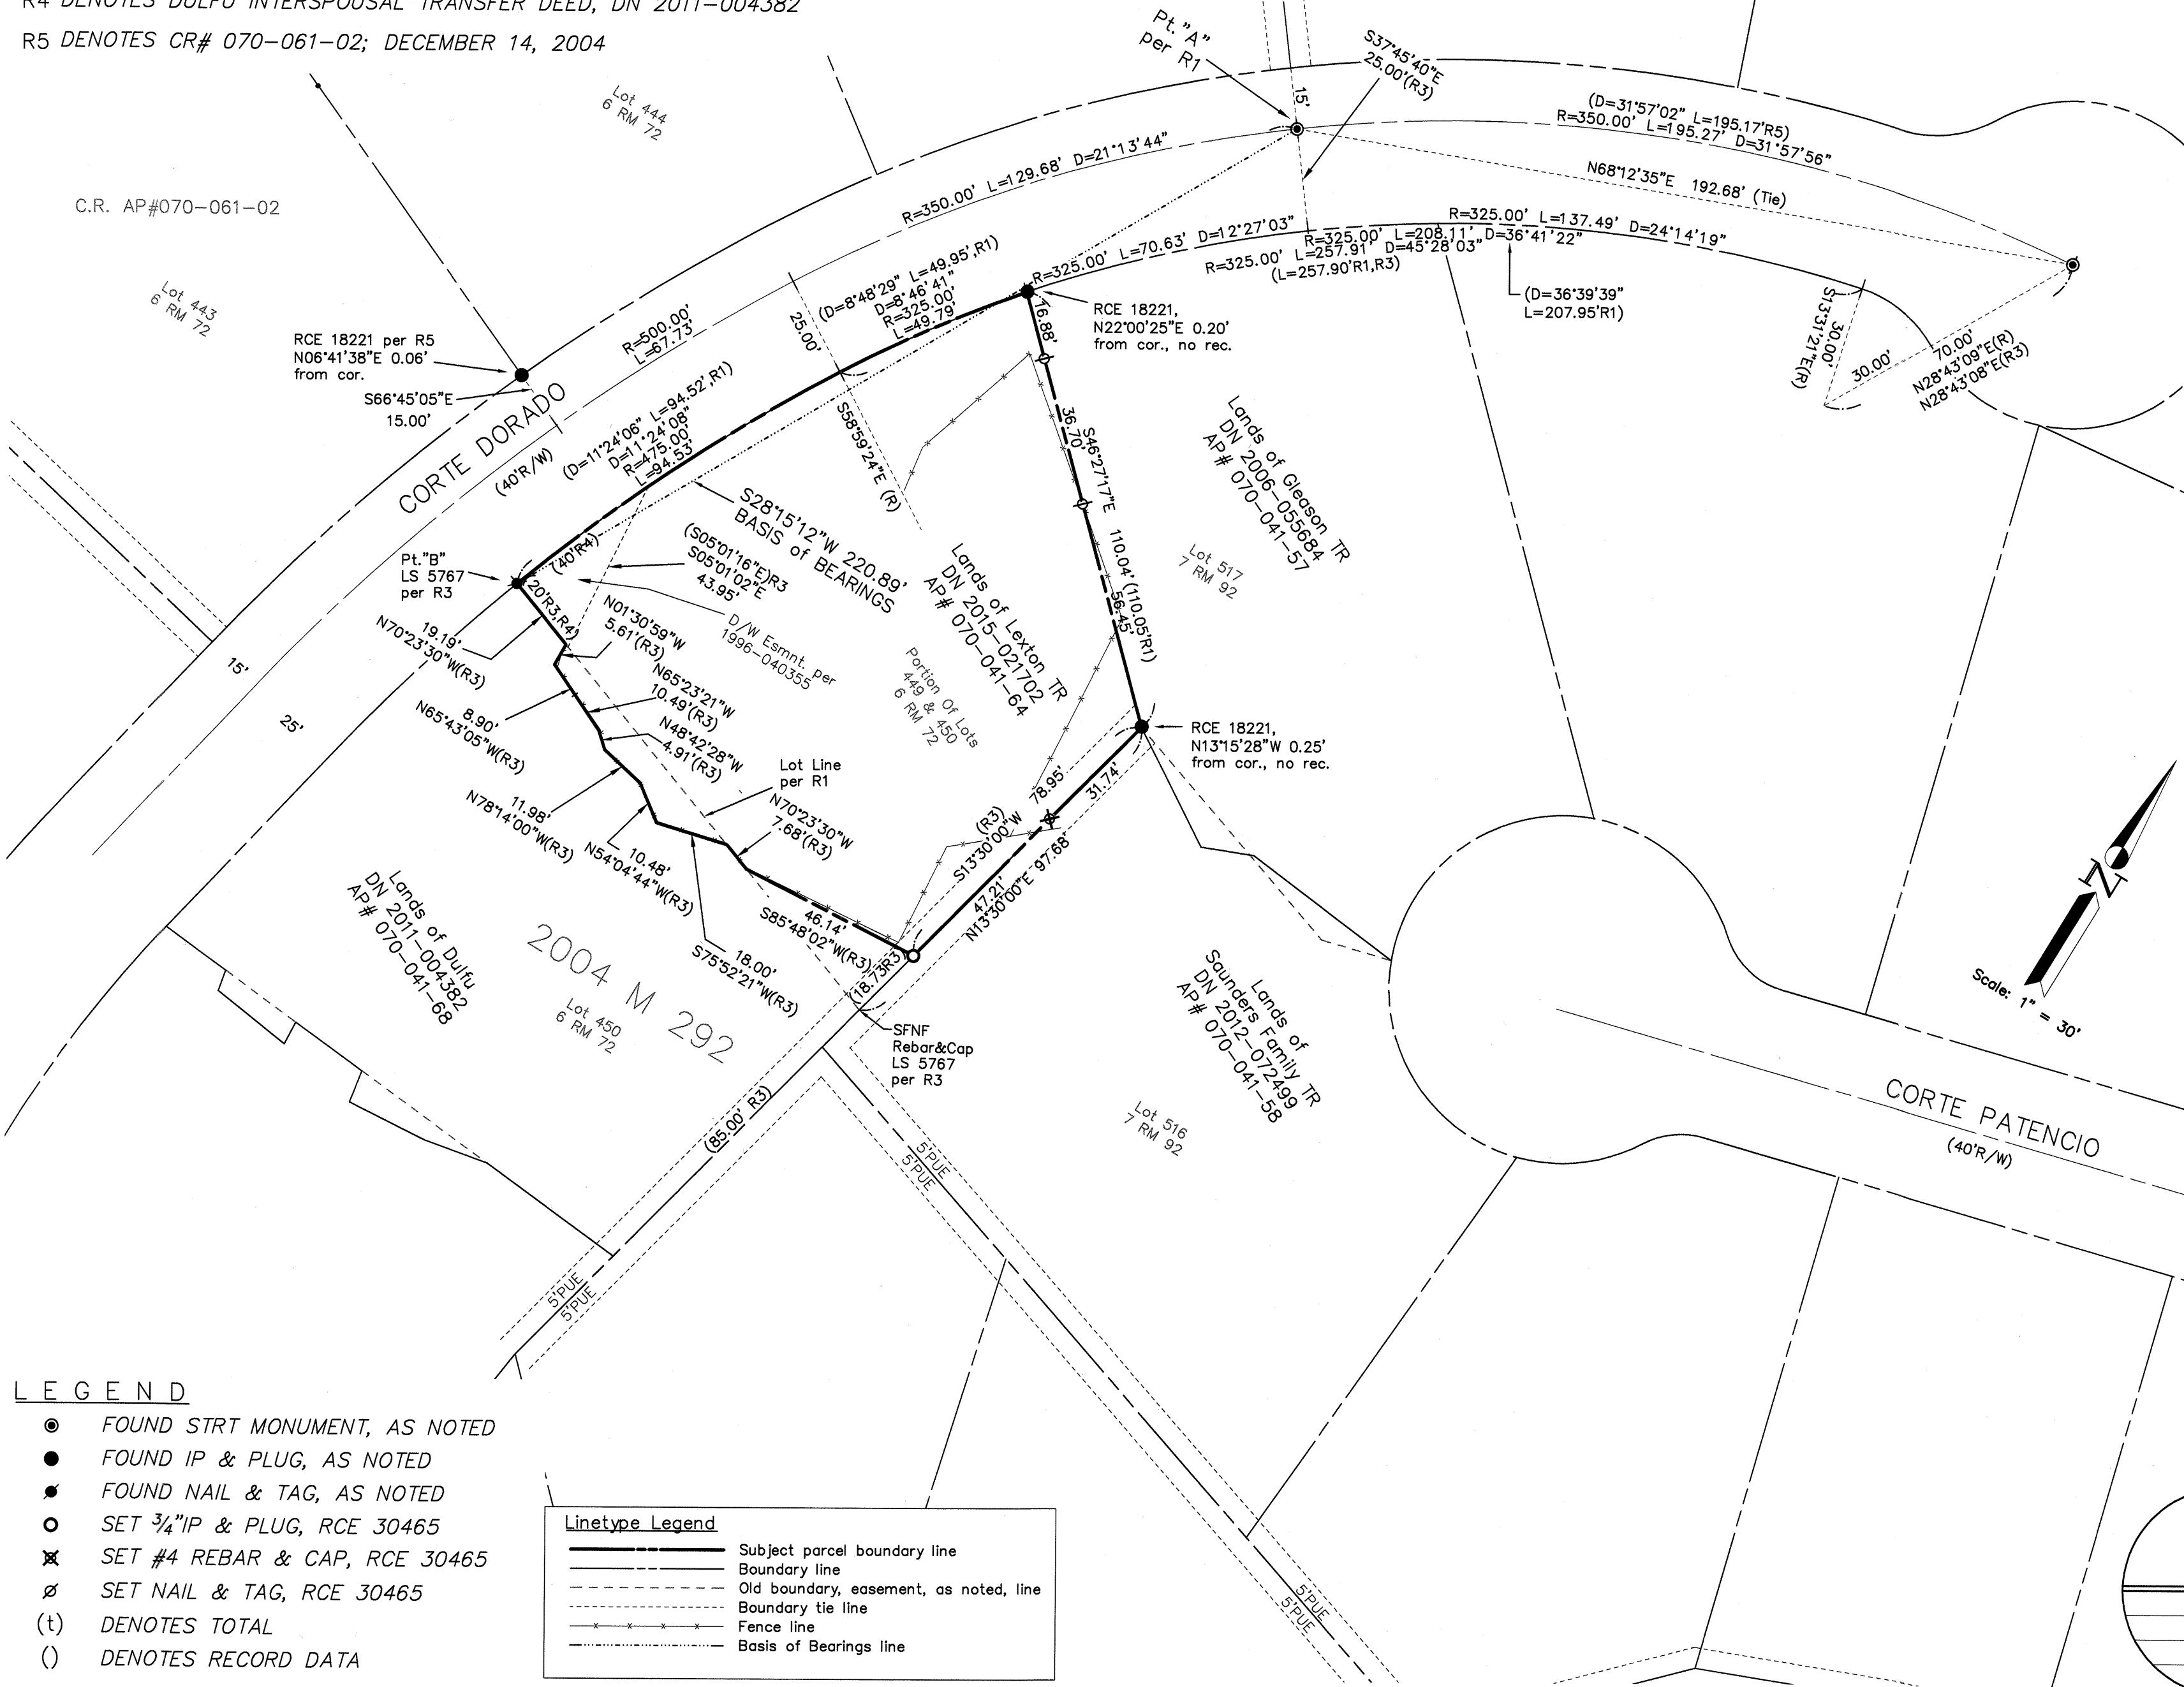 R4 DENOTES DULFU INTERSPOUSAL TRANSFER DEED, DN 2011-004382
R5 DENOTES CR# 070-061-02; DECEMBER 14, 2004
Lot 444
6 RM 72
C.R. AP#070-061-02
Lot 443
6 RM 72
Pt. "A"
per R1
15'
S37°45'40"E
25.00'(R3)
(D=31°57'02" L=195.17'R5)
R=350.00' L=195.27' D=31°57'56"
N68°12'35"E 192.68' (Tie)
R=350.00' L=129.68' D=21°13'44"
R=325.00' L=70.63' D=12°27'03"
R=325.00' L=137.49' D=24°14'19"
R=325.00' L=208.11' D=36°41'22"
R=325.00' L=257.91' D=45°28'03"
(L=257.90'R1,R3)
(D=36°39'39"
L=207.95'R1)
S13°31'21"E(R)
30.00'
30.00'
70.00'
N28°43'09"E(R)
N28°43'08"E(R3)
RCE 18221,
N22°00'25"E 0.20'
from cor., no rec.
(D=8°48'29" L=49.95',R1)
D=8°46'41"
R=325.00'
L=49.79'
25.00'
R=500.00'
L=67.73'
RCE 18221 per R5
N06°41'38"E 0.06'
from cor.
S66°45'05"E
15.00'
CORTE DORADO
(40'R/W)
(D=11°24'06" L=94.52',R1)
D=11°24'08"
R=475.00'
L=94.53'
S58°59'24"E (R)
16.88'
36.70'
S46°27'17"E 110.04' (110.05'R1)
56.45'
Lands of Gleason TR
DN 2006-055684
AP# 070-041-57
Lot 517
7 RM 92
S28°15'12"W 220.89'
BASIS of BEARINGS
Pt."B"
LS 5767
per R3
(40'R4)
(20'R3,R4)
(S05°01'16"E)R3
S05°01'02"E
43.95'
D/W Esmnt. per
1996-040355
Lands of Lexton TR
DN 2015-021702
AP# 070-041-64
Portion Of Lots
449 & 450
6 RM 72
19.19'
N70°23'30"W(R3)
N01°30'59"W
5.61'(R3)
8.90'
N65°43'05"W(R3)
N65°23'21"W
10.49'(R3)
N48°42'28"W
4.91'(R3)
11.98'
N78°14'00"W(R3)
Lot Line
per R1
10.48'
N54°04'44"W(R3)
N70°23'30"W
7.68'(R3)
18.00'
S75°52'21"W(R3)
46.14'
S85°48'02"W(R3)
(R3)
S13°30'00"W
78.95'
31.74'
47.21'
N13°30'00"E 97.68'
(18.73'R3)
RCE 18221,
N13°15'28"W 0.25'
from cor., no rec.
15'
25'
Lands of Dulfu
DN 2011-004382
AP# 070-041-68
2004 M 292
Lot 450
6 RM 72
SFNF
Rebar&Cap
LS 5767
per R3
(85.00' R3)
Lands of
Saunders Family TR
DN 2012-072499
AP# 070-041-58
Lot 516
7 RM 92
N
Scale: 1" = 30'
CORTE PATENCIO
(40'R/W)
5'PUE
5'PUE
5'PUE
5'PUE
5'PUE
5'PUE
LEGEND
FOUND STRT MONUMENT, AS NOTED
FOUND IP & PLUG, AS NOTED
FOUND NAIL & TAG, AS NOTED
SET 3/4"IP & PLUG, RCE 30465
SET #4 REBAR & CAP, RCE 30465
SET NAIL & TAG, RCE 30465
(t) DENOTES TOTAL
() DENOTES RECORD DATA
Linetype Legend
Subject parcel boundary line
Boundary line
Old boundary, easement, as noted, line
Boundary tie line
Fence line
Basis of Bearings line